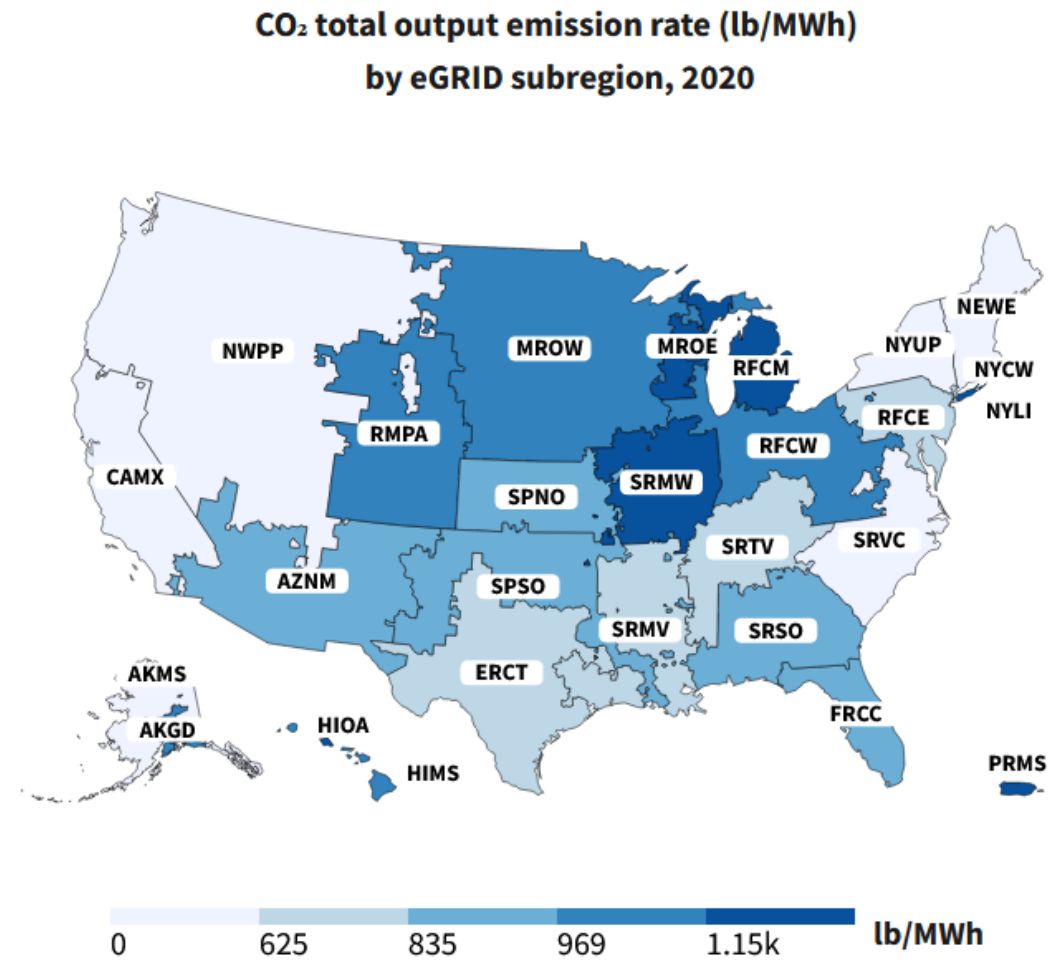 CO₂ total output emission rate (lb/MWh)
by eGRID subregion, 2020
NEWE
NWPP
MROW
MROE
NYUP
RFCM
NYCW
NYLI
RFCE
RMPA
RFCW
CAMX
SPNO
SRMW
SRVC
SRTV
AZNM
SPSO
SRMV
SRSO
ERCT
AKMS
FRCC
HIOA
AKGD
PRMS
HIMS
0 625 835 969 1.15k lb/MWh